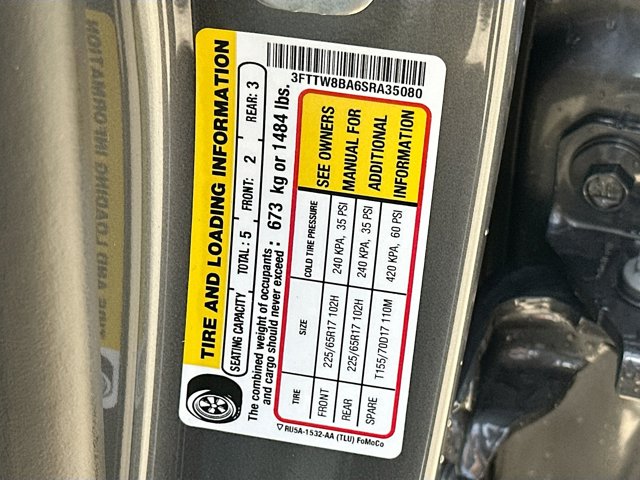 TIRE AND LOADING INFORMATION
SEATING CAPACITY TOTAL: 5 FRONT: 2 REAR: 3
The combined weight of occupants
and cargo should never exceed: 673 kg or 1484 lbs.
TIRE SIZE COLD TIRE PRESSURE
FRONT 225/65R17 102H 240 KPA, 35 PSI
REAR 225/65R17 102H 240 KPA, 35 PSI
SPARE T155/70D17 110M 420 KPA, 60 PSI
SEE OWNERS
MANUAL FOR
ADDITIONAL
INFORMATION
RU5A-1532-AA (TLU) FoMoCo
3FTTW8BA6SRA35080